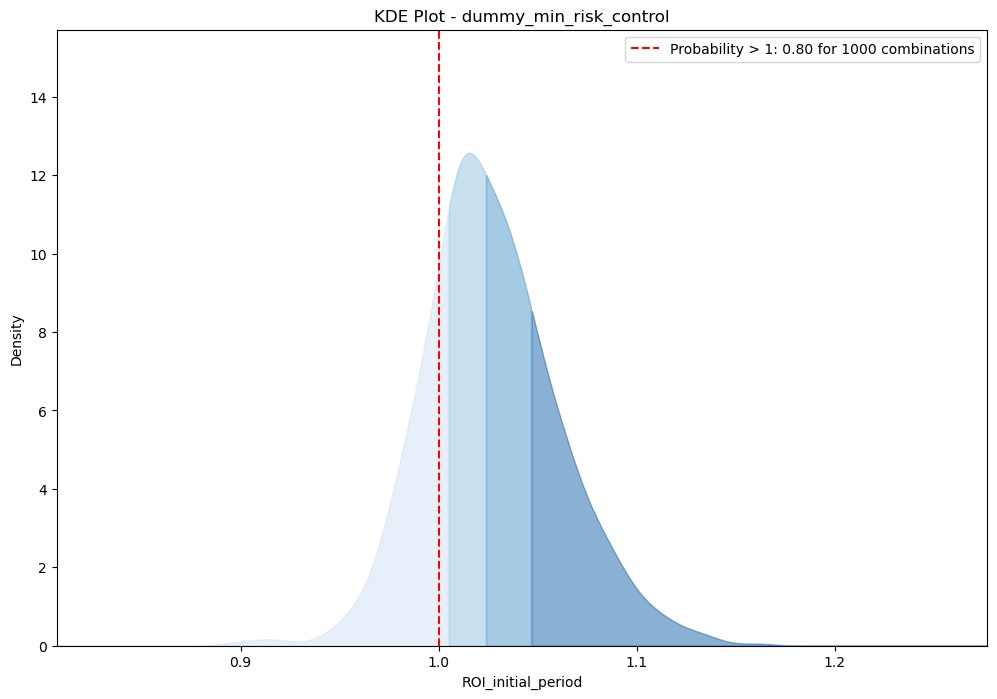 KDE Plot - dummy_min_risk_control
Probability > 1: 0.80 for 1000 combinations
14
12
10
8
6
4
2
0
Density
0.9 1.0 1.1 1.2
ROI_initial_period